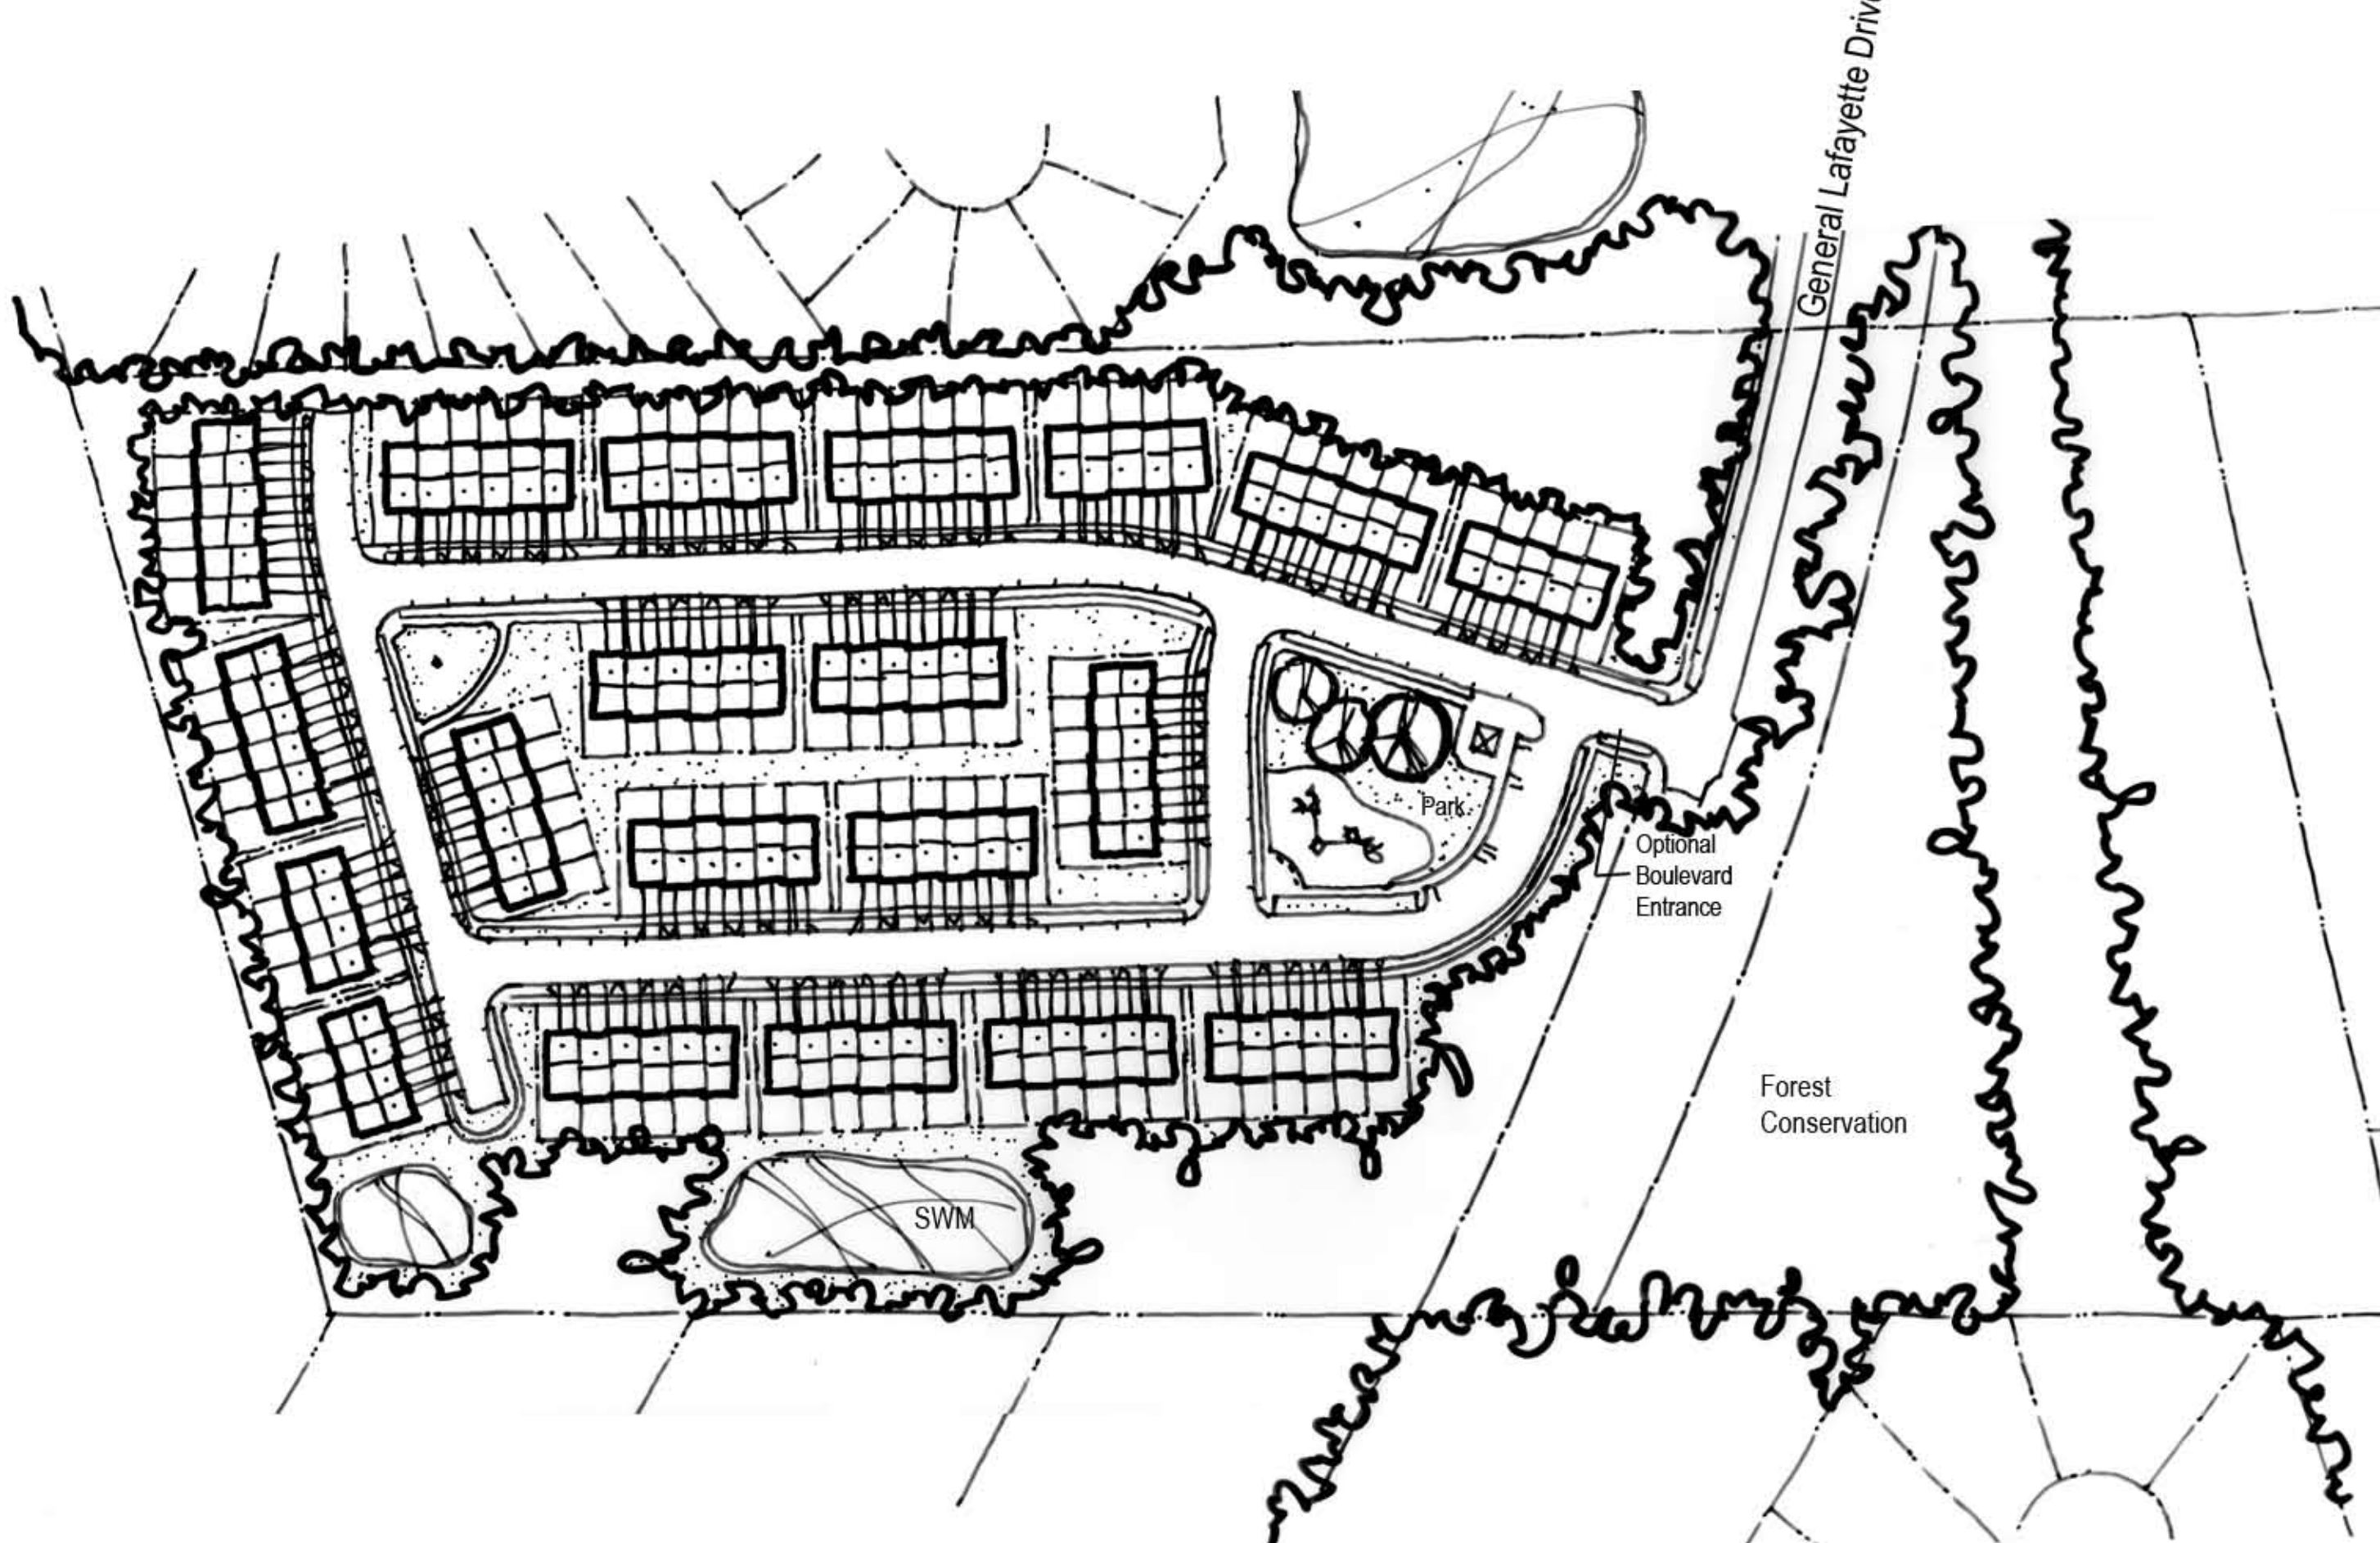 General Lafayette Drive
Park
Optional
Boulevard
Entrance
Forest
Conservation
SWM